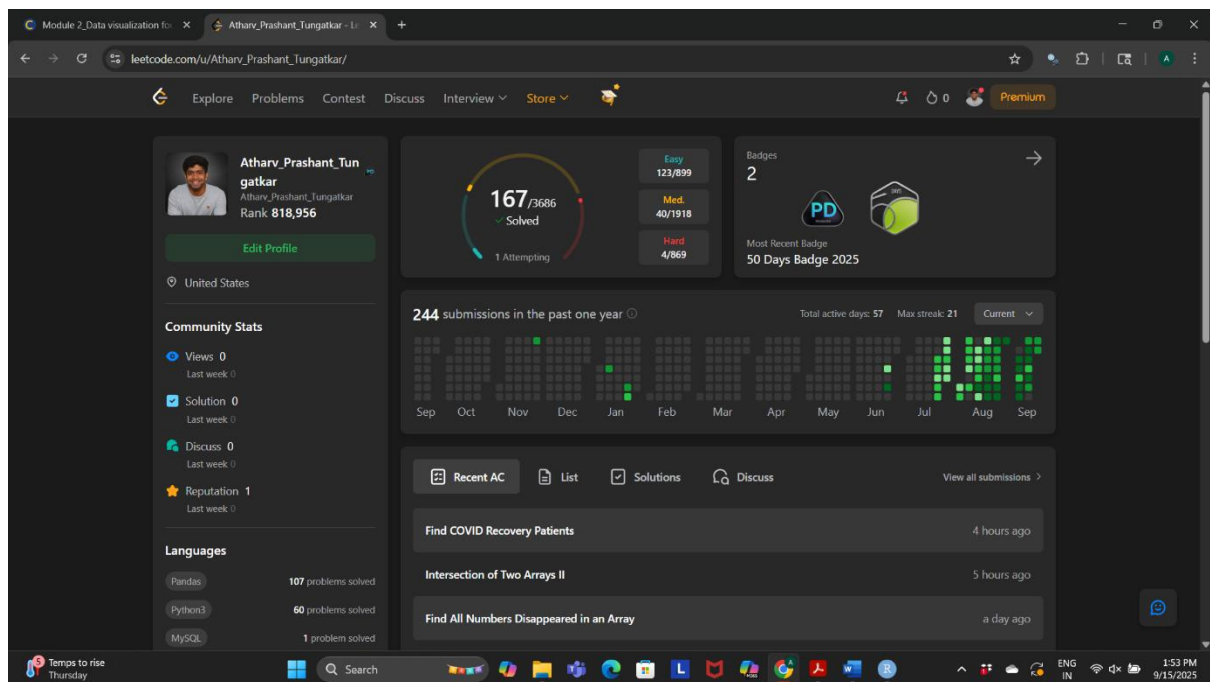 Module 2_Data visualization fo
Atharv_Prashant_Tungatkar - Le
leetcode.com/u/Atharv_Prashant_Tungatkar/
A
Explore Problems Contest Discuss Interview Store
0 Premium
Atharv_Prashant_Tun
gatkar
Atharv_Prashant_Tungatkar
Rank 818,956
PD
Edit Profile
United States
Community Stats
Views 0
Last week 0
Solution 0
Last week 0
Discuss 0
Last week 0
Reputation 1
Last week 0
Languages
Pandas 107 problems solved
Python3 60 problems solved
MySQL 1 problem solved
167/3686
Solved
1 Attempting
Easy
123/899
Med.
40/1918
Hard
4/869
Badges
2
PD
DAYS
Most Recent Badge
50 Days Badge 2025
244 submissions in the past one year
Total active days: 57 Max streak: 21 Current
Sep Oct Nov Dec Jan Feb Mar Apr May Jun Jul Aug Sep
Recent AC List Solutions Discuss View all submissions
Find COVID Recovery Patients 4 hours ago
Intersection of Two Arrays II 5 hours ago
Find All Numbers Disappeared in an Array a day ago
5
Temps to rise
Thursday
Search
L
R
ENG
IN
1:53 PM
9/15/2025